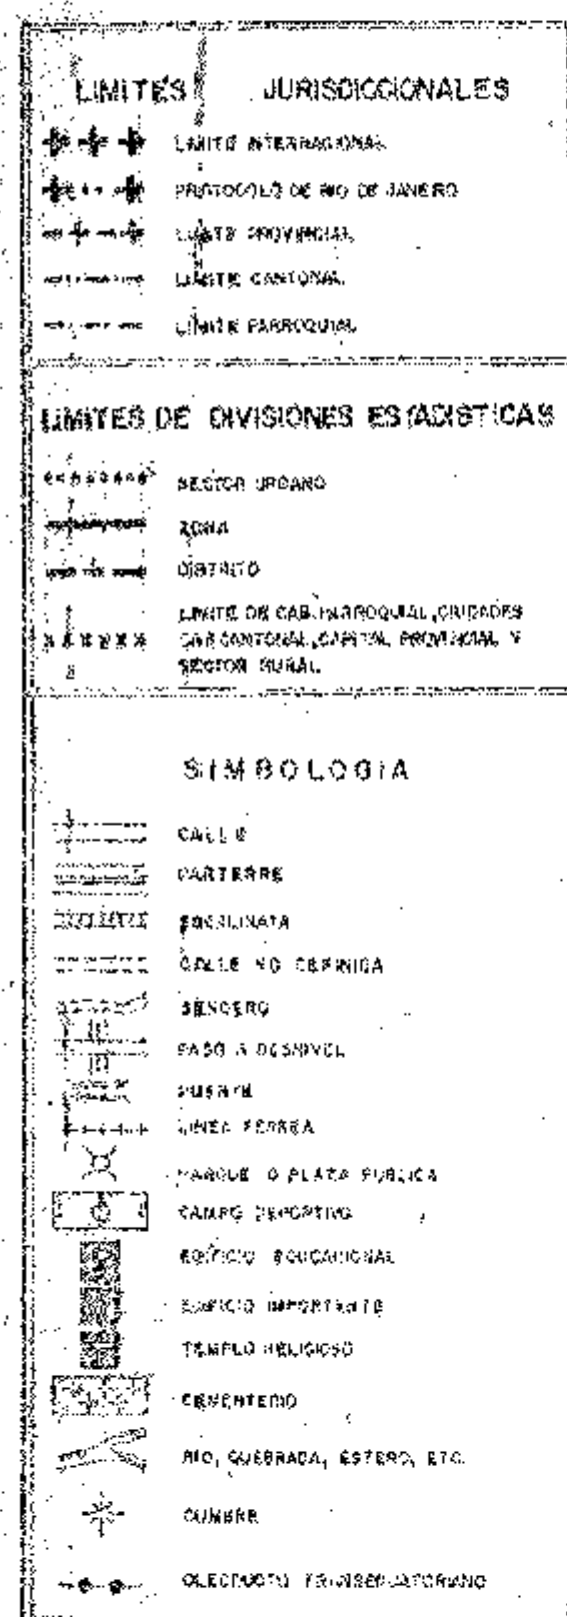 LIMITES JURISDICCIONALES
LIMITE INTERNACIONAL
PROTOCOLO DE RIO DE JANEIRO
LIMITE PROVINCIAL
LIMITE CANTONAL
LIMITE PARROQUIAL
LIMITES DE DIVISIONES ESTADISTICAS
SECTOR URBANO
ZONA
DISTRITO
LIMITE DE CAB. PARROQUIAL, CIUDADES
CAB CANTONAL, CAPITAL PROVINCIAL Y
SECTOR RURAL.
SIMBOLOGIA
CALLE
PARTERRE
ESCALINATA
CALLE NO DEFINIDA
SENDERO
PASO A DESNIVEL
PUENTE
LINEA FERREA
PARQUE O PLAZA PUBLICA
CAMPO DEPORTIVO
EDIFICIO EDUCACIONAL
EDIFICIO IMPORTANTE
TEMPLO RELIGIOSO
CEMENTERIO
RIO, QUEBRADA, ESTERO, ETC.
CUMBRE
OLEODUCTO TRANSECUATORIANO